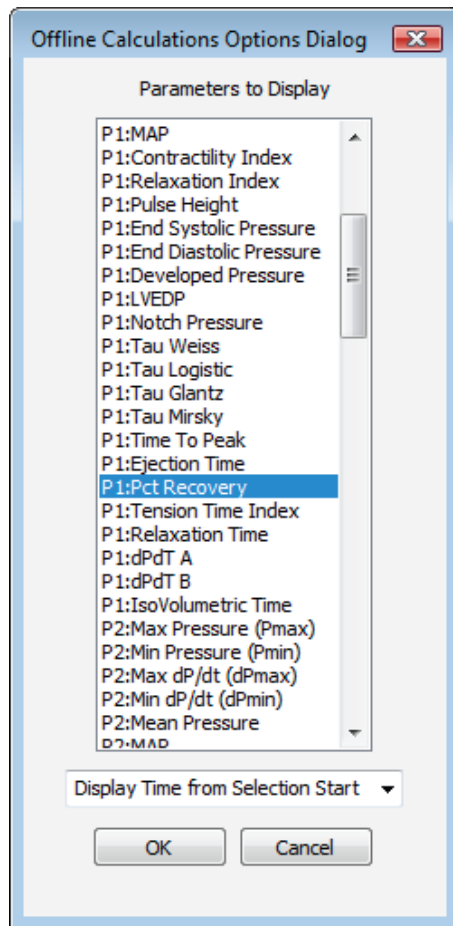 Offline Calculations Options Dialog
Parameters to Display
P1:MAP
P1:Contractility Index
P1:Relaxation Index
P1:Pulse Height
P1:End Systolic Pressure
P1:End Diastolic Pressure
P1:Developed Pressure
P1:LVEDP
P1:Notch Pressure
P1:Tau Weiss
P1:Tau Logistic
P1:Tau Glantz
P1:Tau Mirsky
P1:Time To Peak
P1:Ejection Time
P1:Pct Recovery
P1:Tension Time Index
P1:Relaxation Time
P1:dPdT A
P1:dPdT B
P1:IsoVolumetric Time
P2:Max Pressure (Pmax)
P2:Min Pressure (Pmin)
P2:Max dP/dt (dPmax)
P2:Min dP/dt (dPmin)
P2:Mean Pressure
P2:MAP
Display Time from Selection Start
OK Cancel